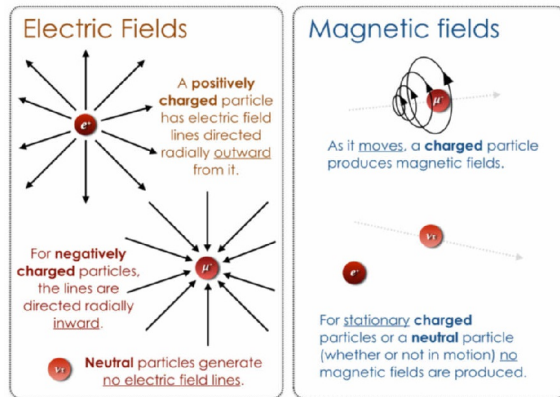 Electric Fields
A positively
charged particle
has electric field
lines directed
radially outward
from it.
For negatively
charged particles,
the lines are
directed radially
inward.
μ⁻
Neutral particles generate
no electric field lines.
Magnetic fields
μ⁻
As it moves, a charged particle
produces magnetic fields.
For stationary charged
particles or a neutral particle
(whether or not in motion) no
magnetic fields are produced.